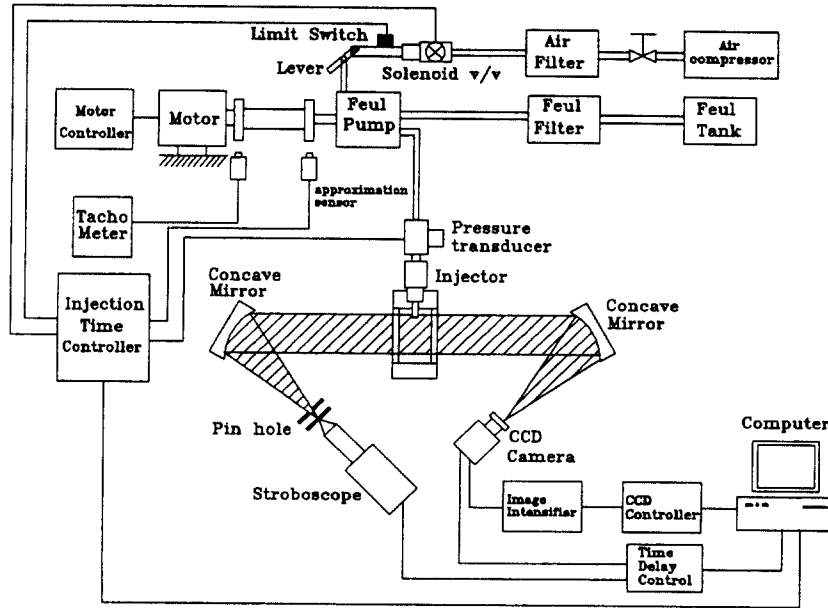 Limit Switch
Lever
Solenoid v/v
Air
Filter
Air
compressor
Moter
Controller
Motor
Feul
Pump
Feul
Filter
Feul
Tank
approximation
sensor
Tacho
Meter
Pressure
transducer
Injector
Concave
Mirror
Concave
Mirror
Injection
Time
Controller
Pin hole
CCD
Camera
Computer
Stroboscope
Image
Intensifier
CCD
Controller
Time
Delay
Control